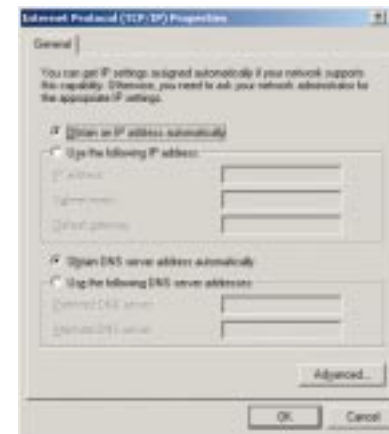 Internet Protocol (TCP/IP) Properties
General
You can get IP settings assigned automatically if your network supports
this capability. Otherwise, you need to ask your network administrator for
the appropriate IP settings.
Obtain an IP address automatically
Use the following IP address:
IP address:
Subnet mask:
Default gateway:
Obtain DNS server address automatically
Use the following DNS server addresses:
Preferred DNS server:
Alternate DNS server:
Advanced...
OK
Cancel